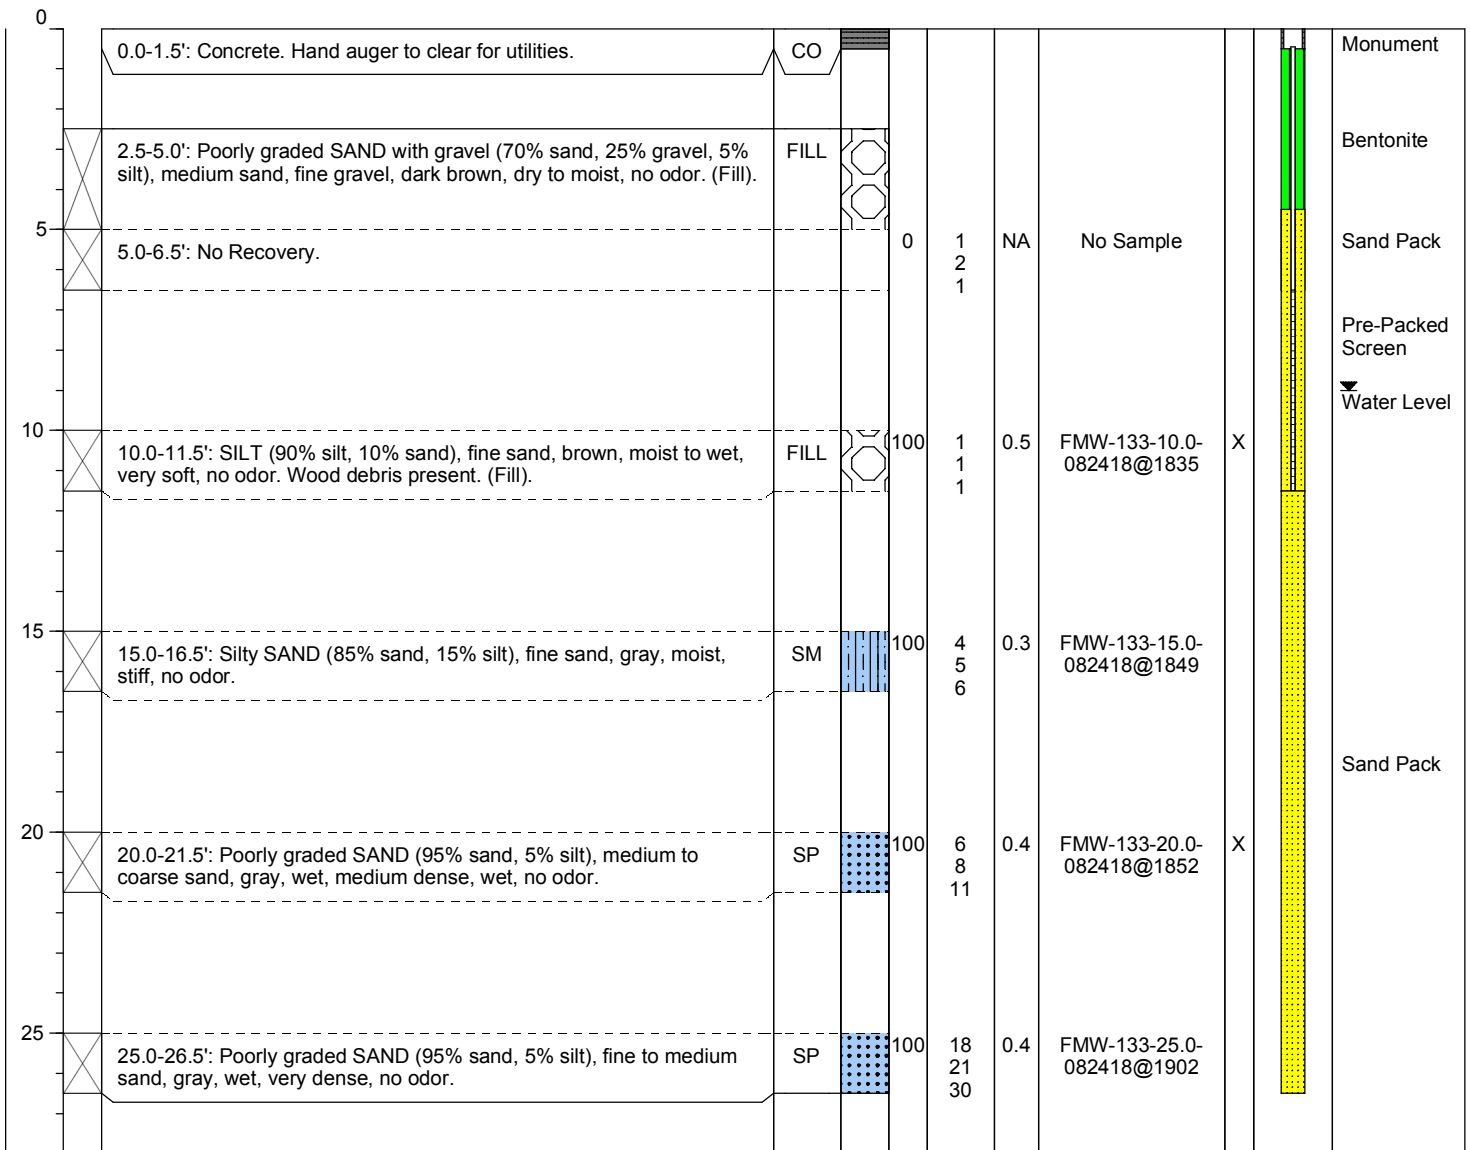 0
0.0-1.5': Concrete. Hand auger to clear for utilities.
CO
Monument
2.5-5.0': Poorly graded SAND with gravel (70% sand, 25% gravel, 5%
silt), medium sand, fine gravel, dark brown, dry to moist, no odor. (Fill).
FILL
Bentonite
5
5.0-6.5': No Recovery.
0
1
2
1
NA
No Sample
Sand Pack
Pre-Packed
Screen
Water Level
10
10.0-11.5': SILT (90% silt, 10% sand), fine sand, brown, moist to wet,
very soft, no odor. Wood debris present. (Fill).
FILL
100
1
1
1
0.5
FMW-133-10.0-
082418@1835
X
15
15.0-16.5': Silty SAND (85% sand, 15% silt), fine sand, gray, moist,
stiff, no odor.
SM
100
4
5
6
0.3
FMW-133-15.0-
082418@1849
Sand Pack
20
20.0-21.5': Poorly graded SAND (95% sand, 5% silt), medium to
coarse sand, gray, wet, medium dense, wet, no odor.
SP
100
6
8
11
0.4
FMW-133-20.0-
082418@1852
X
25
25.0-26.5': Poorly graded SAND (95% sand, 5% silt), fine to medium
sand, gray, wet, very dense, no odor.
SP
100
18
21
30
0.4
FMW-133-25.0-
082418@1902